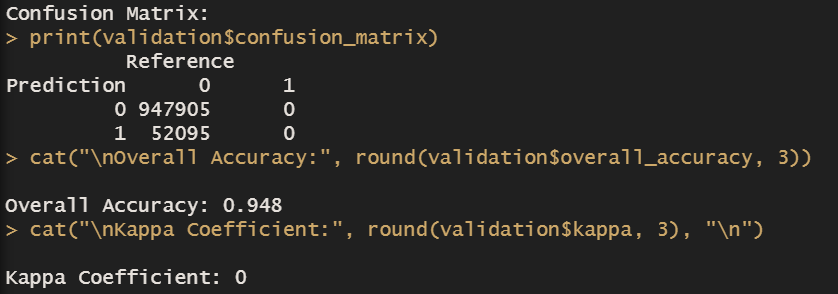 Confusion Matrix:
> print(validation$confusion_matrix)
          Reference
Prediction      0      1
         0 947905      0
         1  52095      0
> cat("\nOverall Accuracy:", round(validation$overall_accuracy, 3))

Overall Accuracy: 0.948
> cat("\nKappa Coefficient:", round(validation$kappa, 3), "\n")

Kappa Coefficient: 0